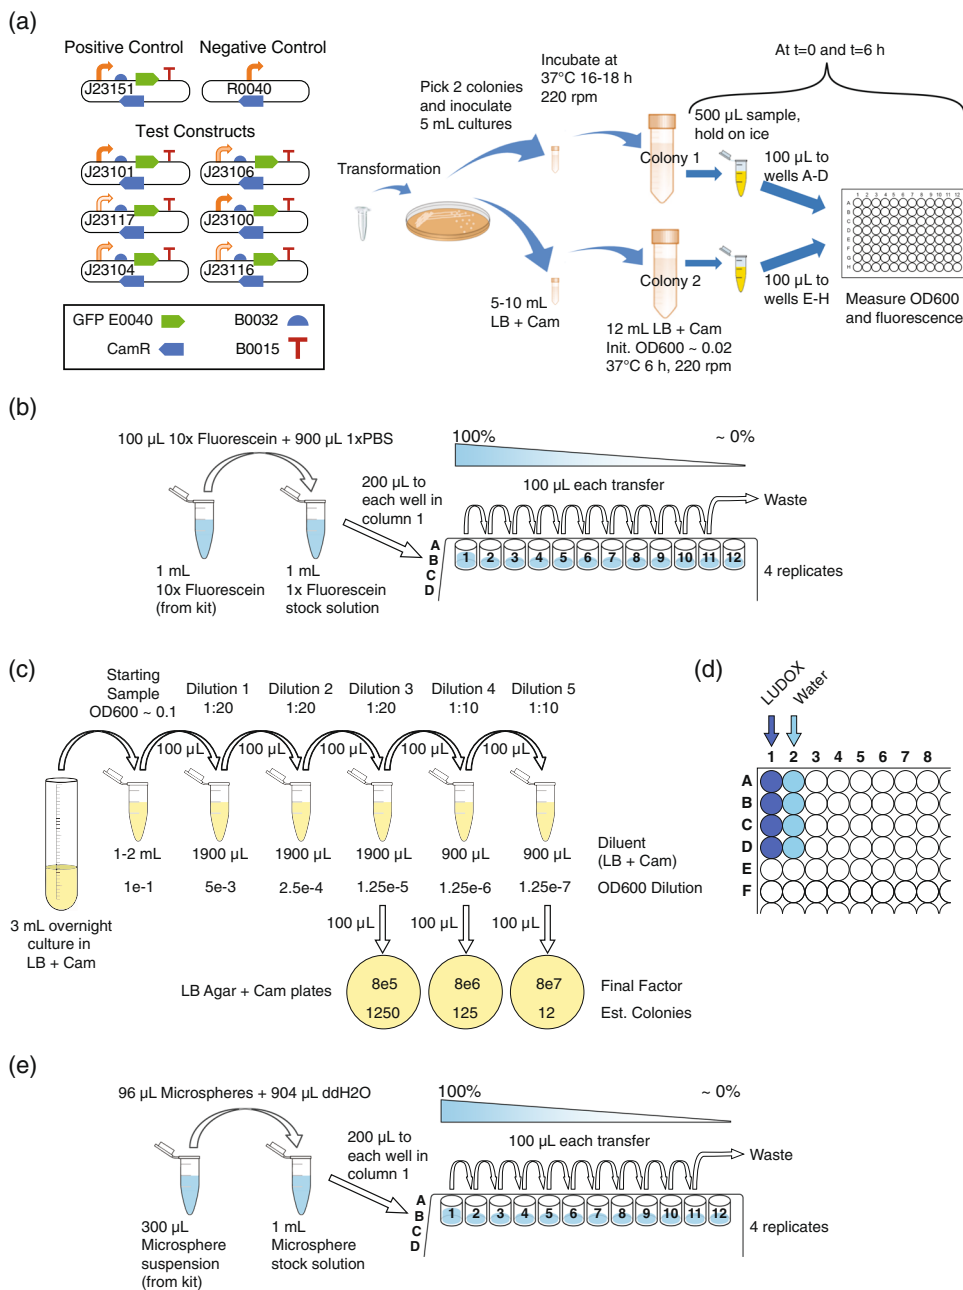 (a)
Positive Control
Negative Control
J23151
R0040
Test Constructs
J23101
J23106
J23117
J23100
J23104
J23116
GFP E0040
B0032
CamR
B0015
Transformation
Pick 2 colonies
and inoculate
5 mL cultures
Incubate at
37°C 16-18 h
220 rpm
5-10 mL
LB + Cam
Colony 1
Colony 2
12 mL LB + Cam
Init. OD600 ~ 0.02
37°C 6 h, 220 rpm
At t=0 and t=6 h
500 µL sample,
hold on ice
100 µL to
wells A-D
100 µL to
wells E-H
1 2 3 4 5 6 7 8 9 10 11 12
A
B
C
D
E
F
G
H
Measure OD600
and fluorescence
(b)
100 µL 10x Fluorescein + 900 µL 1xPBS
1 mL
10x Fluorescein
(from kit)
1 mL
1x Fluorescein
stock solution
200 µL to
each well in
column 1
100%
~ 0%
100 µL each transfer
Waste
A
B
C
D
1 2 3 4 5 6 7 8 9 10 11 12
4 replicates
(c)
Starting
Sample
OD600 ~ 0.1
Dilution 1
1:20
Dilution 2
1:20
Dilution 3
1:20
Dilution 4
1:10
Dilution 5
1:10
100 µL 100 µL 100 µL 100 µL 100 µL
1-2 mL 1900 µL 1900 µL 1900 µL 900 µL 900 µL
Diluent
(LB + Cam)
1e-1 5e-3 2.5e-4 1.25e-5 1.25e-6 1.25e-7 OD600 Dilution
3 mL overnight
culture in
LB + Cam
100 µL 100 µL 100 µL
LB Agar + Cam plates
8e5 8e6 8e7 Final Factor
1250 125 12 Est. Colonies
(d)
LUDOX
Water
1 2 3 4 5 6 7 8
A
B
C
D
E
F
(e)
96 µL Microspheres + 904 µL ddH2O
300 µL
Microsphere
suspension
(from kit)
1 mL
Microsphere
stock solution
200 µL to
each well in
column 1
100%
~ 0%
100 µL each transfer
Waste
A
B
C
D
1 2 3 4 5 6 7 8 9 10 11 12
4 replicates